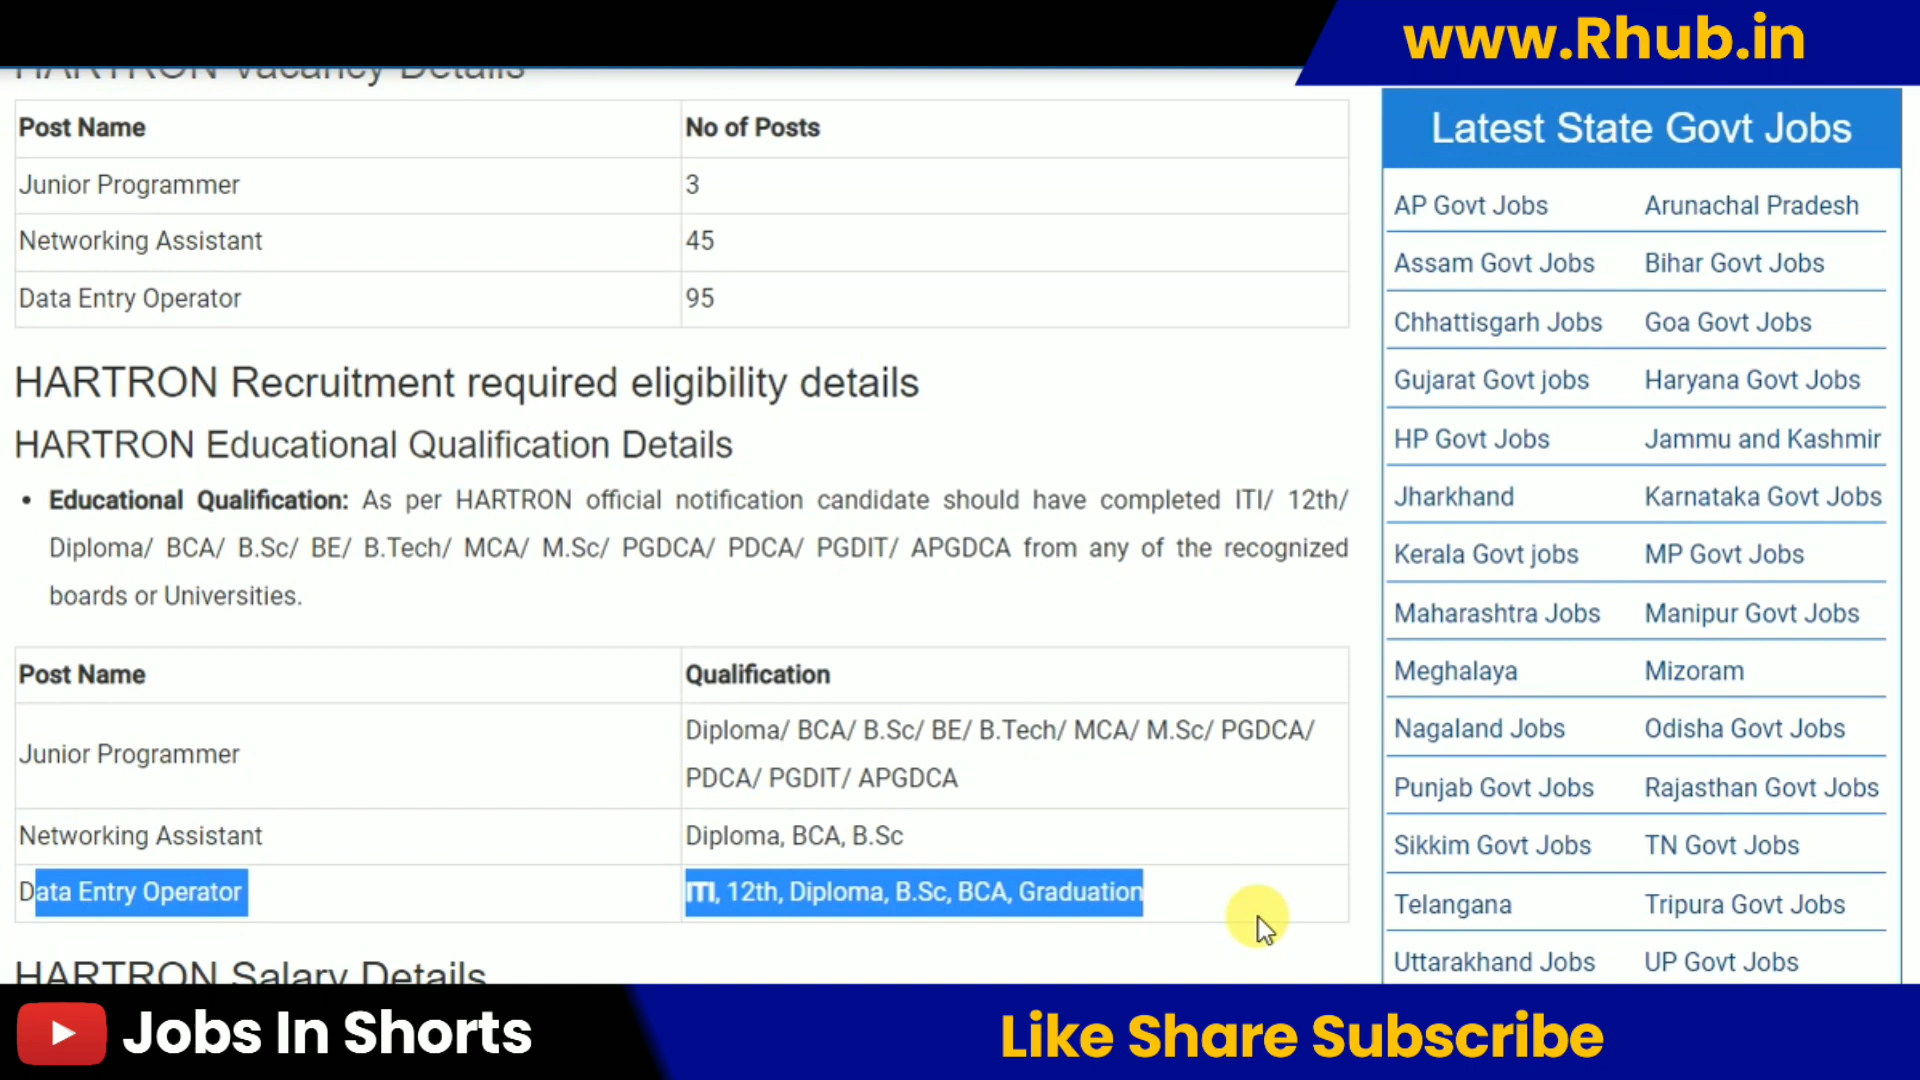 www.Rhub.in
HARTRON Vacancy Details
Post Name No of Posts
Junior Programmer 3
Networking Assistant 45
Data Entry Operator 95
HARTRON Recruitment required eligibility details
HARTRON Educational Qualification Details
• Educational Qualification: As per HARTRON official notification candidate should have completed ITI/ 12th/
Diploma/ BCA/ B.Sc/ BE/ B.Tech/ MCA/ M.Sc/ PGDCA/ PDCA/ PGDIT/ APGDCA from any of the recognized
boards or Universities.
Post Name Qualification
Junior Programmer Diploma/ BCA/ B.Sc/ BE/ B.Tech/ MCA/ M.Sc/ PGDCA/
PDCA/ PGDIT/ APGDCA
Networking Assistant Diploma, BCA, B.Sc
Data Entry Operator ITI, 12th, Diploma, B.Sc, BCA, Graduation
HARTRON Salary Details
Latest State Govt Jobs
AP Govt Jobs Arunachal Pradesh
Assam Govt Jobs Bihar Govt Jobs
Chhattisgarh Jobs Goa Govt Jobs
Gujarat Govt jobs Haryana Govt Jobs
HP Govt Jobs Jammu and Kashmir
Jharkhand Karnataka Govt Jobs
Kerala Govt jobs MP Govt Jobs
Maharashtra Jobs Manipur Govt Jobs
Meghalaya Mizoram
Nagaland Jobs Odisha Govt Jobs
Punjab Govt Jobs Rajasthan Govt Jobs
Sikkim Govt Jobs TN Govt Jobs
Telangana Tripura Govt Jobs
Uttarakhand Jobs UP Govt Jobs
Jobs In Shorts
Like Share Subscribe